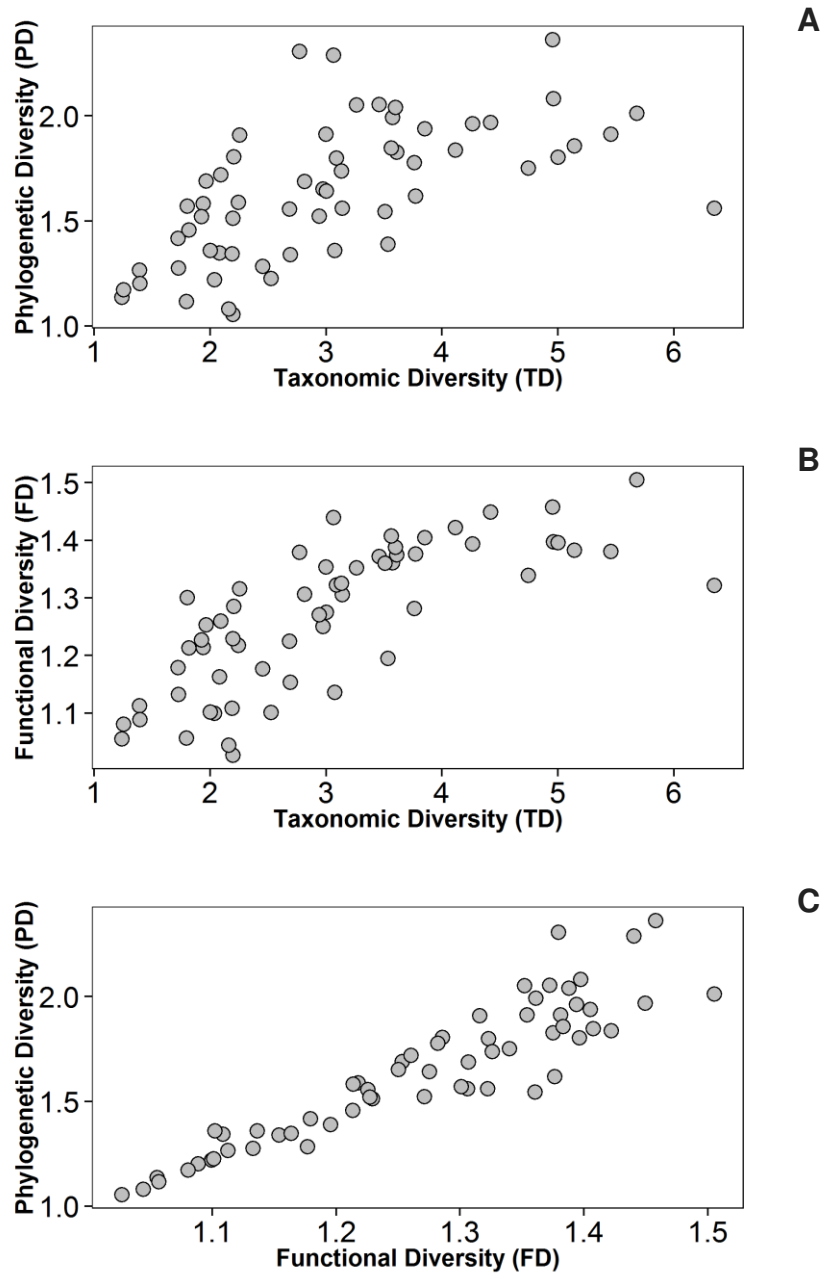 A
Phylogenetic Diversity (PD)
2.0
1.5
1.0
1 2 3 4 5 6
Taxonomic Diversity (TD)
B
Functional Diversity (FD)
1.5
1.4
1.3
1.2
1.1
1 2 3 4 5 6
Taxonomic Diversity (TD)
C
Phylogenetic Diversity (PD)
2.0
1.5
1.0
1.1 1.2 1.3 1.4 1.5
Functional Diversity (FD)